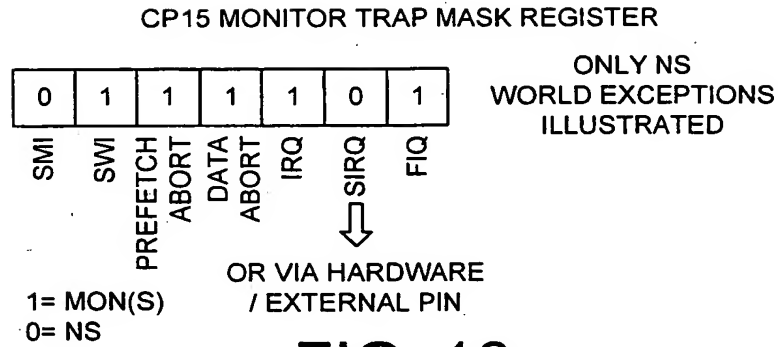 CP15 MONITOR TRAP MASK REGISTER
ONLY NS
WORLD EXCEPTIONS
ILLUSTRATED
0 1 1 1 1 0 1
SMI
SWI
PREFETCH
ABORT
DATA
ABORT
IRQ
SIRQ
FIQ
OR VIA HARDWARE
/ EXTERNAL PIN
1= MON(S)
0= NS